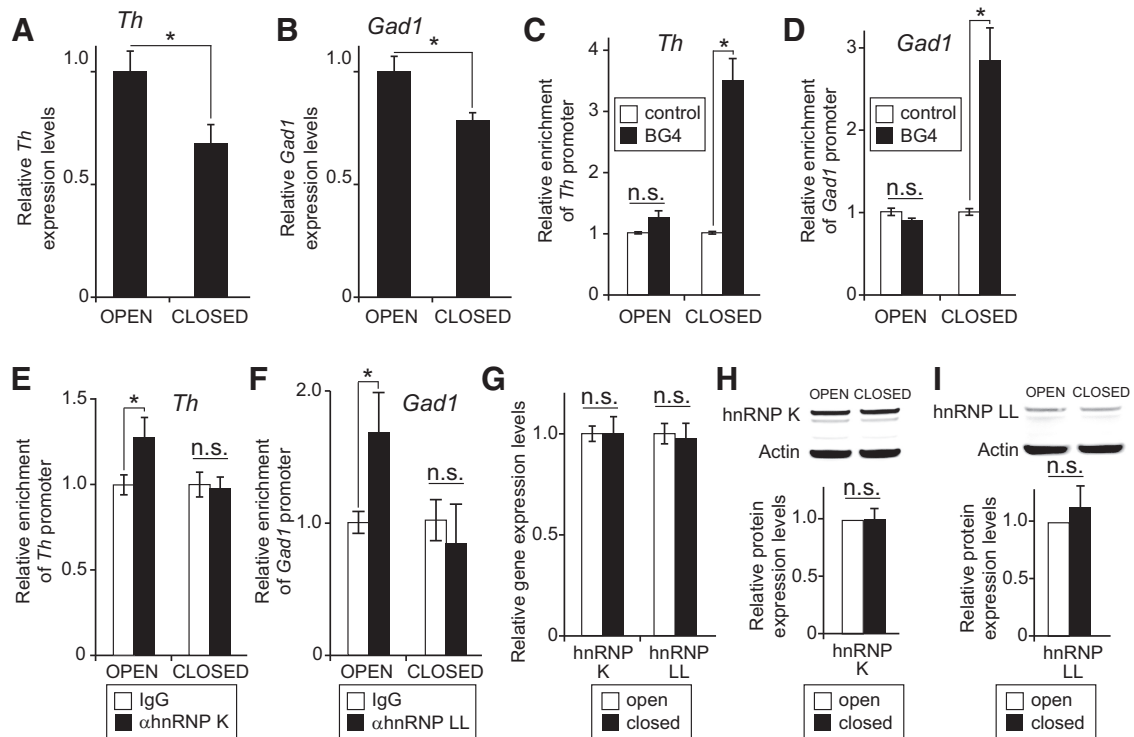 A
Th
Relative Th
expression levels
1.0
0.5
0
*
OPEN
CLOSED
B
Gad1
Relative Gad1
expression levels
1.0
0.5
0
*
OPEN
CLOSED
C
Th
Relative enrichment
of Th promoter
4
3
2
1
0
control
BG4
n.s.
*
OPEN
CLOSED
D
Gad1
Relative enrichment
of Gad1 promoter
3
2
1
0
control
BG4
n.s.
*
OPEN
CLOSED
E
Th
Relative enrichment
of Th promoter
1.5
1.0
0.5
0
*
n.s.
OPEN
CLOSED
IgG
αhnRNP K
F
Gad1
Relative enrichment
of Gad1 promoter
2.0
1.0
0
*
n.s.
OPEN
CLOSED
IgG
αhnRNP LL
G
Relative gene expression levels
1.0
0.5
0
n.s.
n.s.
hnRNP
K
hnRNP
LL
open
closed
H
OPEN CLOSED
hnRNP K
Actin
Relative protein
expression levels
1.0
0.5
0
n.s.
hnRNP
K
open
closed
I
OPEN CLOSED
hnRNP LL
Actin
Relative protein
expression levels
1.0
0.5
0
n.s.
hnRNP
LL
open
closed